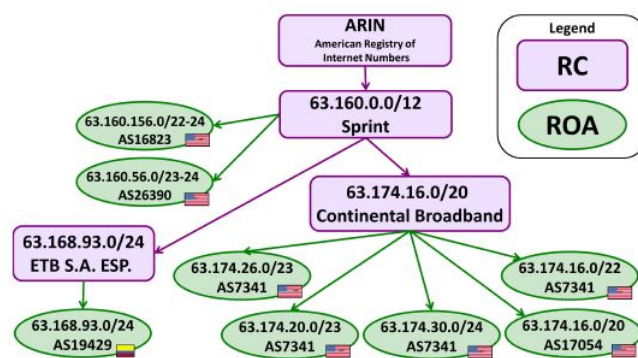 ARIN
American Registry of
Internet Numbers
Legend
RC
ROA
63.160.0.0/12
Sprint
63.160.156.0/22-24
AS16823
63.160.56.0/23-24
AS26390
63.174.16.0/20
Continental Broadband
63.168.93.0/24
ETB S.A. ESP.
63.174.26.0/23
AS7341
63.174.16.0/22
AS7341
63.168.93.0/24
AS19429
63.174.20.0/23
AS7341
63.174.30.0/24
AS7341
63.174.16.0/20
AS17054